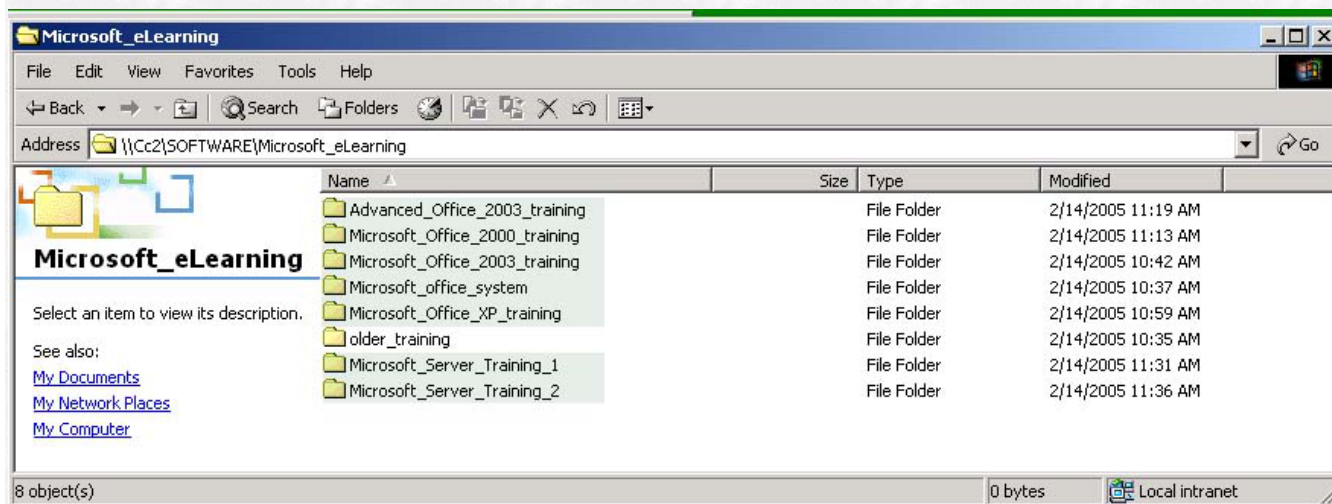 Microsoft_eLearning
File Edit View Favorites Tools Help
Back Search Folders
Address \\Cc2\SOFTWARE\Microsoft_eLearning Go
Name Size Type Modified
Advanced_Office_2003_training File Folder 2/14/2005 11:19 AM
Microsoft_Office_2000_training File Folder 2/14/2005 11:13 AM
Microsoft_Office_2003_training File Folder 2/14/2005 10:42 AM
Microsoft_office_system File Folder 2/14/2005 10:37 AM
Microsoft_Office_XP_training File Folder 2/14/2005 10:59 AM
older_training File Folder 2/14/2005 10:35 AM
Microsoft_Server_Training_1 File Folder 2/14/2005 11:31 AM
Microsoft_Server_Training_2 File Folder 2/14/2005 11:36 AM
Microsoft_eLearning
Select an item to view its description.
See also:
My Documents
My Network Places
My Computer
8 object(s) 0 bytes Local intranet